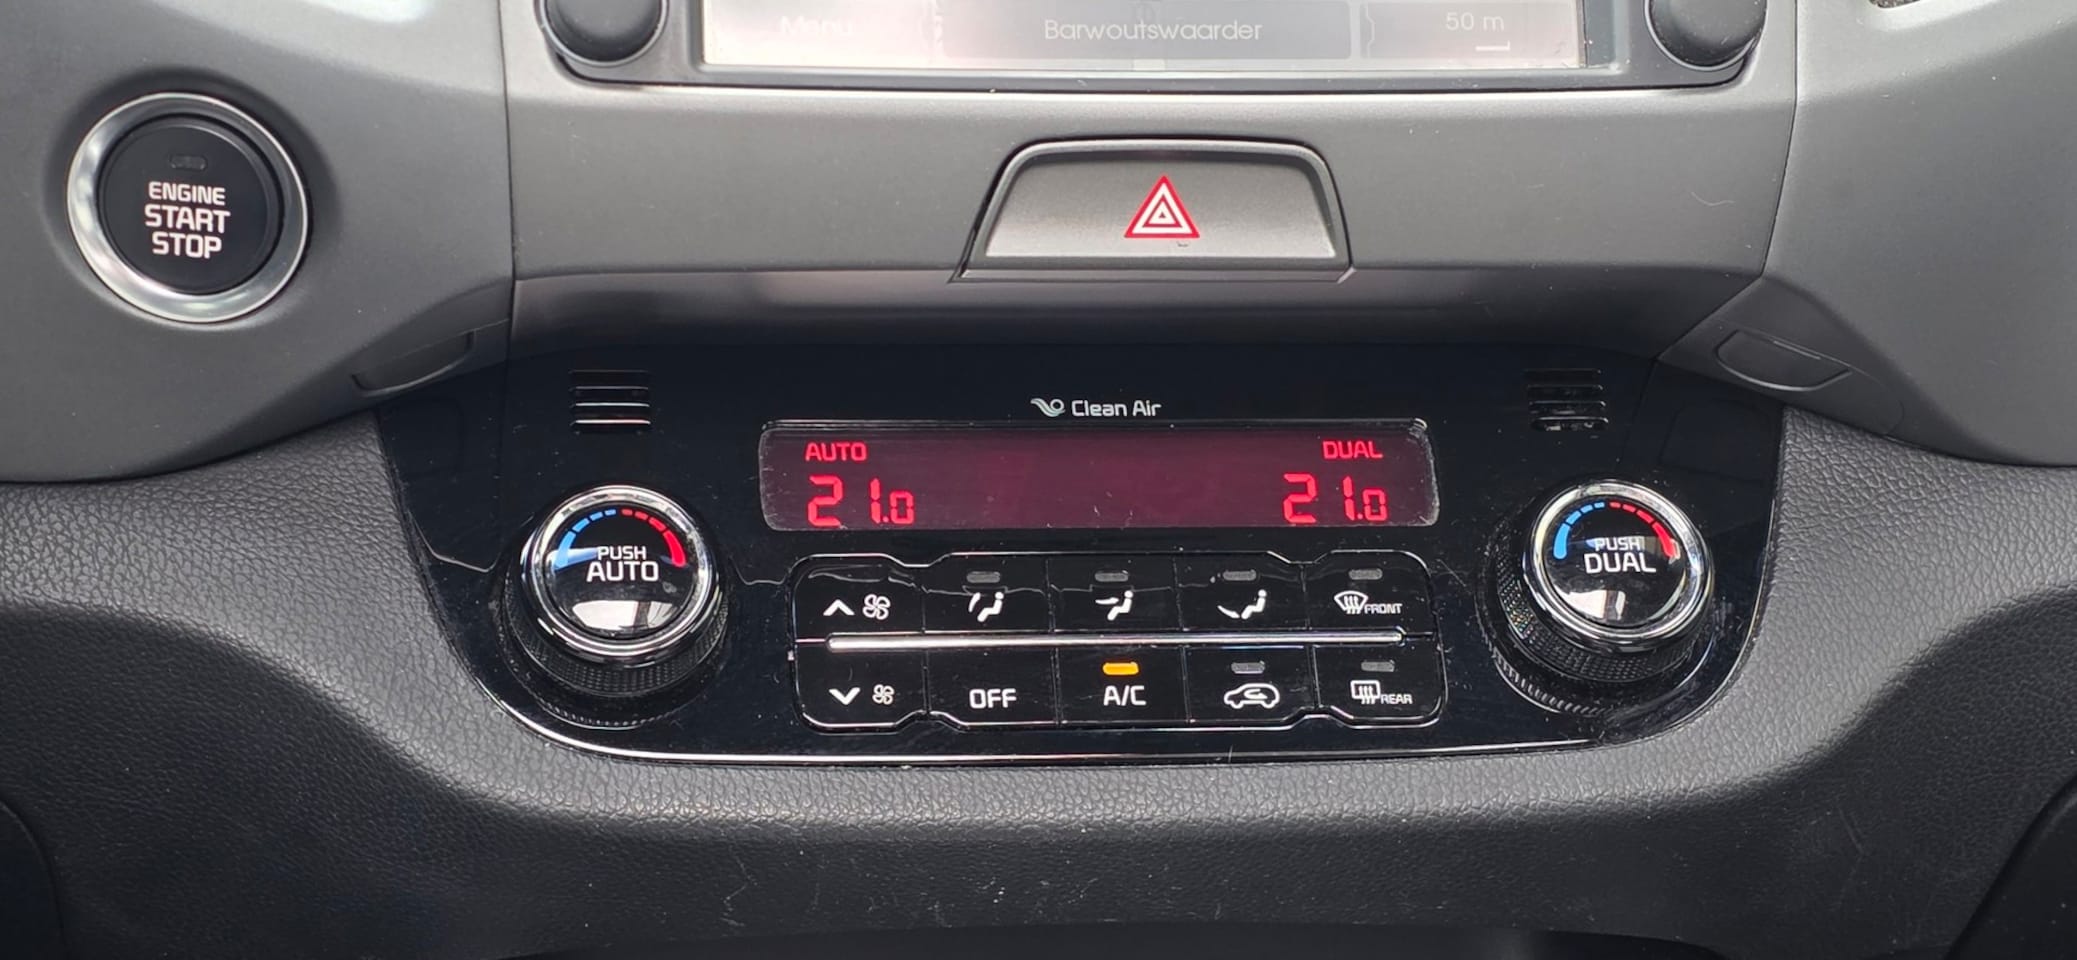 Menu
Barwoutswaarder
50 m
ENGINE
START
STOP
Clean Air
AUTO
DUAL
21.0
21.0
PUSH
AUTO
PUSH
DUAL
FRONT
OFF
A/C
REAR